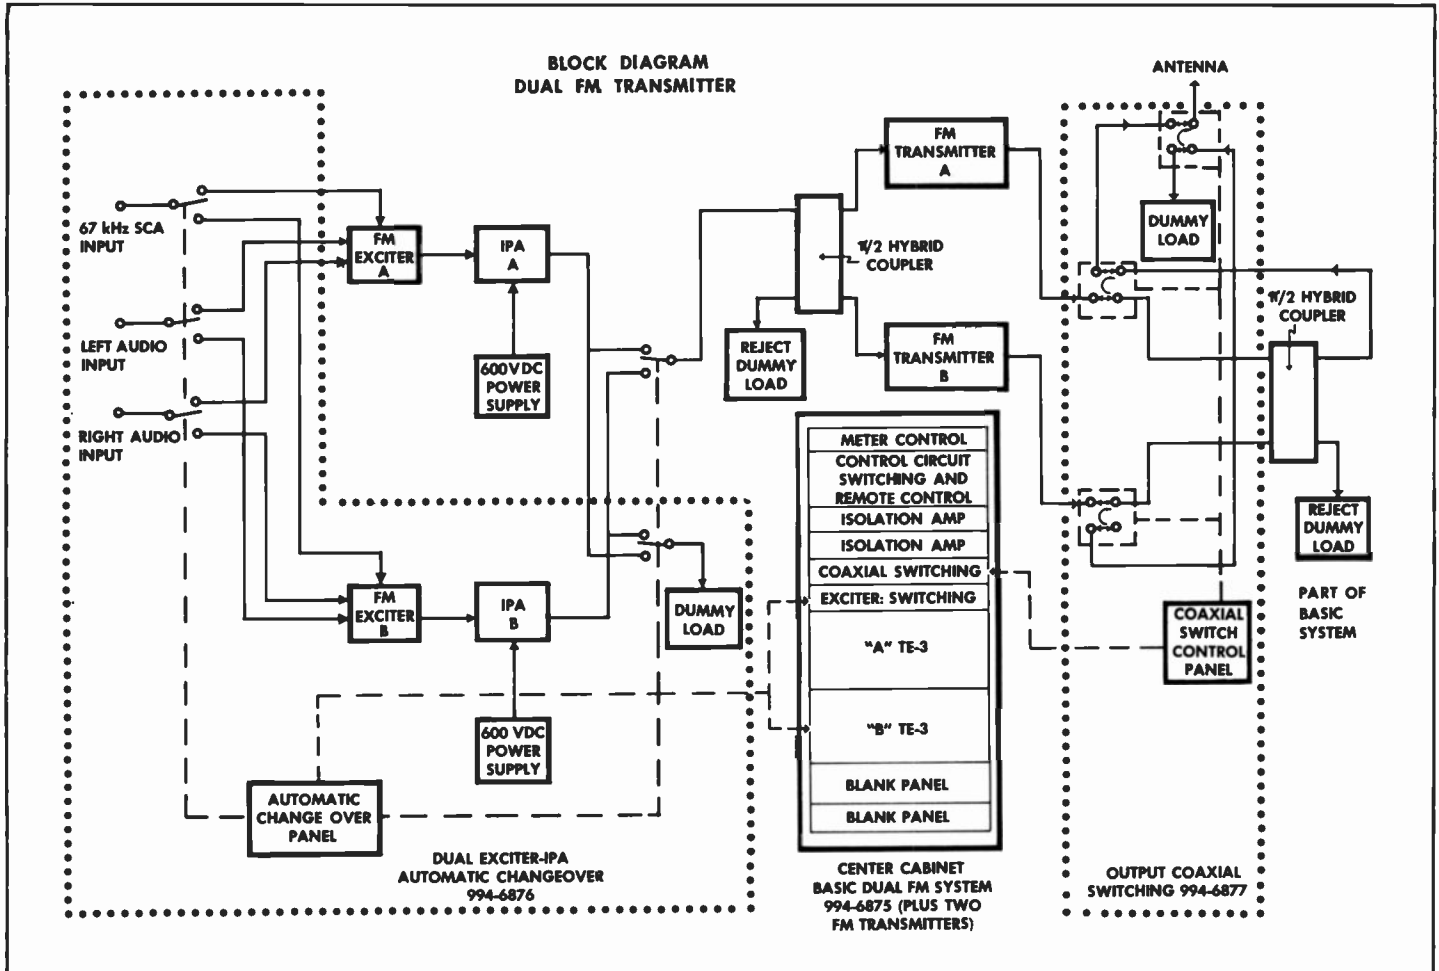 BLOCK DIAGRAM
DUAL FM TRANSMITTER
ANTENNA
67 kHz SCA
INPUT
LEFT AUDIO
INPUT
RIGHT AUDIO
INPUT
FM
EXCITER
A
IPA
A
600 VDC
POWER
SUPPLY
FM
EXCITER
B
IPA
B
600 VDC
POWER
SUPPLY
AUTOMATIC
CHANGE OVER
PANEL
DUMMY
LOAD
DUAL EXCITER-IPA
AUTOMATIC CHANGEOVER
994-6876
π/2 HYBRID
COUPLER
REJECT
DUMMY
LOAD
FM
TRANSMITTER
A
FM
TRANSMITTER
B
METER CONTROL
CONTROL CIRCUIT
SWITCHING AND
REMOTE CONTROL
ISOLATION AMP
ISOLATION AMP
COAXIAL SWITCHING
EXCITER: SWITCHING
"A" TE-3
"B" TE-3
BLANK PANEL
BLANK PANEL
CENTER CABINET
BASIC DUAL FM SYSTEM
994-6875 (PLUS TWO
FM TRANSMITTERS)
DUMMY
LOAD
π/2 HYBRID
COUPLER
REJECT
DUMMY
LOAD
PART OF
BASIC
SYSTEM
COAXIAL
SWITCH
CONTROL
PANEL
OUTPUT COAXIAL
SWITCHING 994-6877